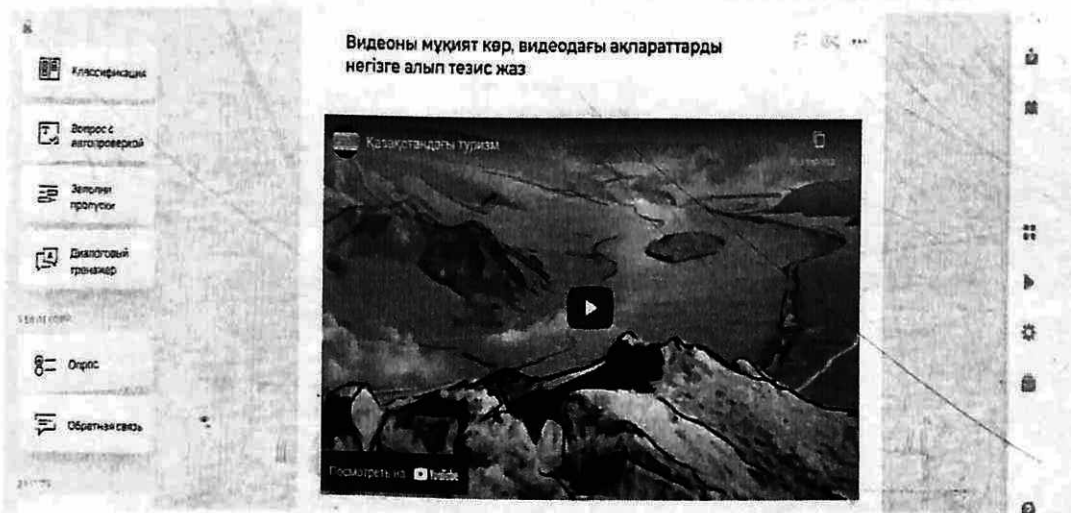 Классификация
Вопрос с
автопроверкой
Заполни
пропуски
Диалоговый
тренажер
Опрос
Обратная связь
Видеоны мұқият көр, видеодағы ақпараттарды
негізге алып тезис жаз
Қазақстандағы туризм
Посмотреть на YouTube